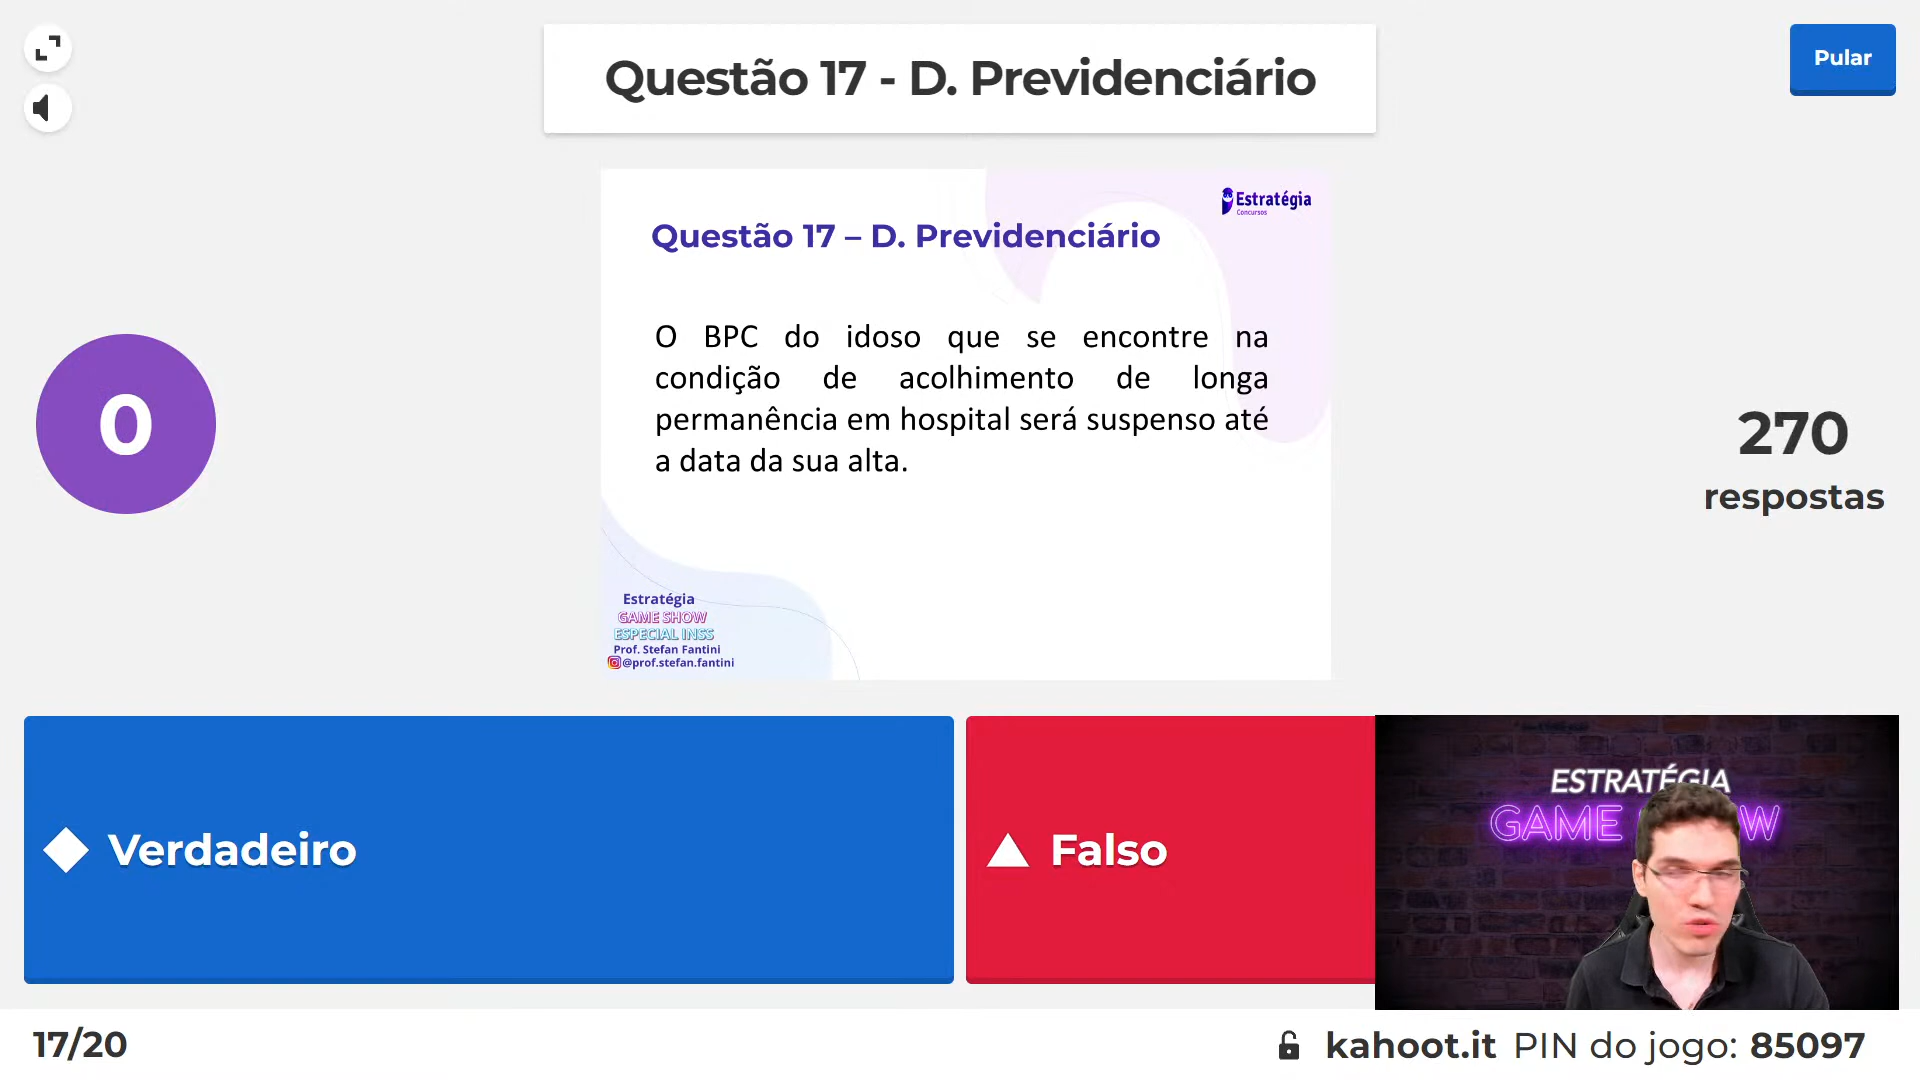 Questão 17 - D. Previdenciário
Pular
Estratégia
Concursos
Questão 17 – D. Previdenciário
O BPC do idoso que se encontre na
condição de acolhimento de longa
permanência em hospital será suspenso até
a data da sua alta.
0
270
respostas
Estratégia
GAME SHOW
ESPECIAL INSS
Prof. Stefan Fantini
@prof.stefan.fantini
Verdadeiro
Falso
ESTRATÉGIA
GAME W
17/20
kahoot.it PIN do jogo: 85097